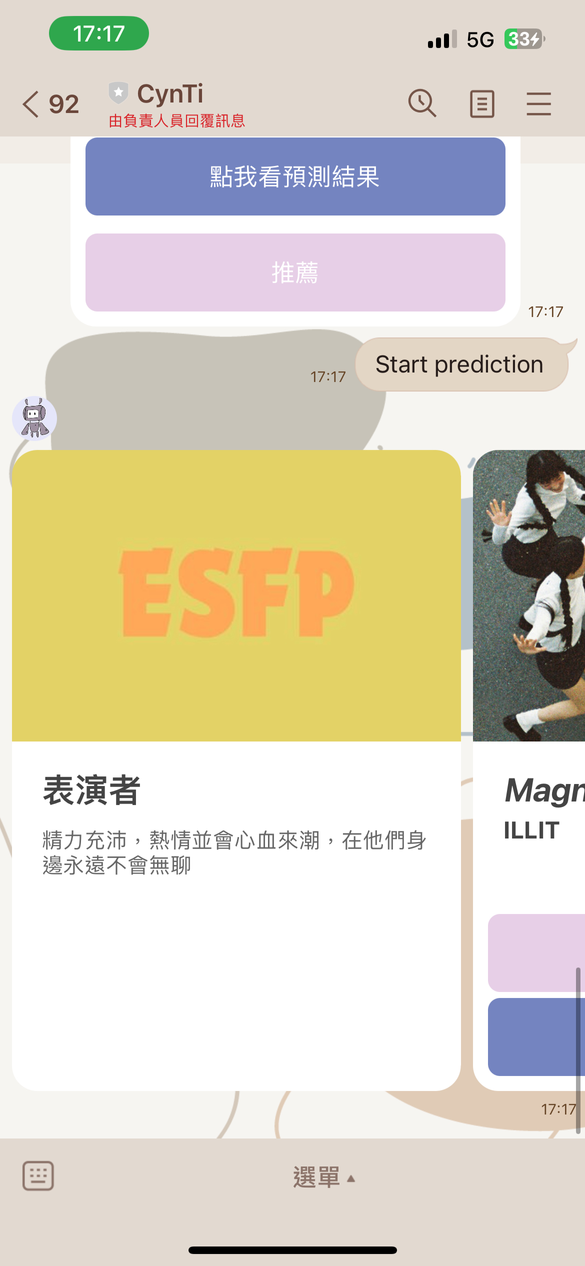 17:17
5G
33
92
CynTi
由負責人員回覆訊息
點我看預測結果
推薦
17:17
Start prediction
17:17
ESFP
表演者
精力充沛，熱情並會心血來潮，在他們身
邊永遠不會無聊
Magn
ILLIT
17:17
選單